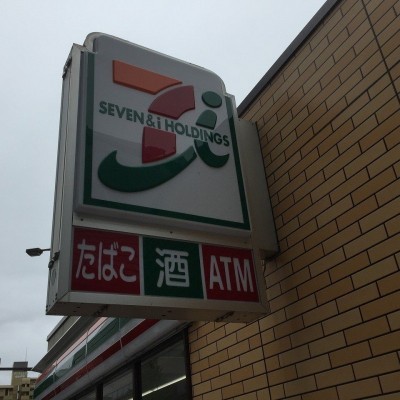 SEVEN & i HOLDINGS
たばこ
酒
ATM